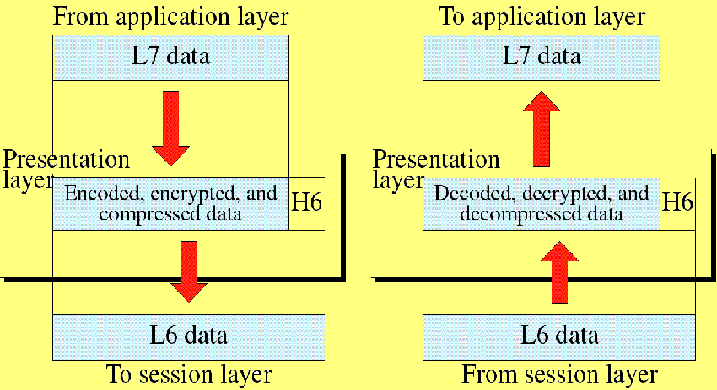 From application layer
L7 data
Presentation
layer
Encoded, encrypted, and
compressed data
H6
L6 data
To session layer
To application layer
L7 data
Presentation
layer
Decoded, decrypted, and
decompressed data
H6
L6 data
From session layer